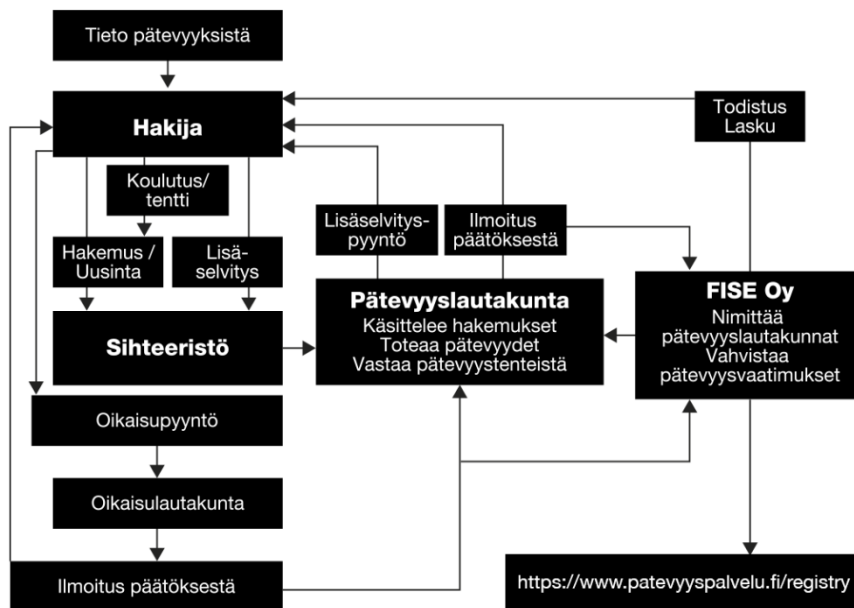 Tieto pätevyyksistä
Hakija
Todistus
Lasku
Koulutus/
tentti
Lisäselvitys-
pyyntö
Ilmoitus
päätöksestä
Hakemus /
Uusinta
Lisä-
selvitys
Pätevyyslautakunta
Käsittelee hakemukset
Toteaa pätevyydet
Vastaa pätevyystenteistä
FISE Oy
Nimittää
pätevyyslautakunnat
Vahvistaa
pätevyysvaatimukset
Sihteeristö
Oikaisupyyntö
Oikaisulautakunta
Ilmoitus päätöksestä
https://www.patevyyspalvelu.fi/registry